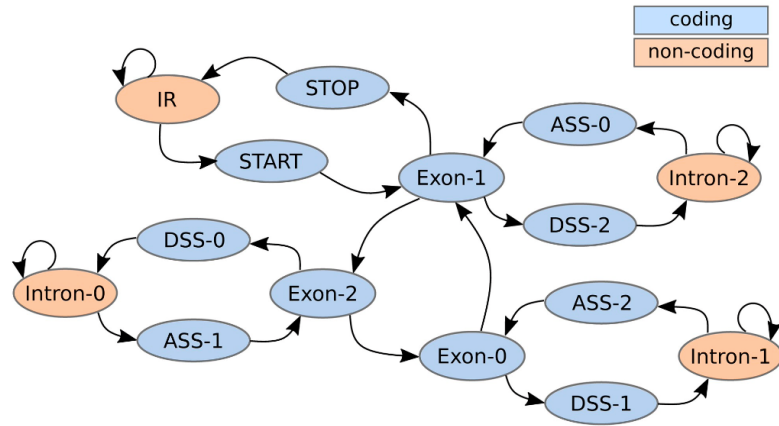 coding
non-coding
STOP
IR
ASS-0
START
Exon-1
Intron-2
DSS-2
DSS-0
Intron-0
Exon-2
ASS-2
ASS-1
Exon-0
Intron-1
DSS-1